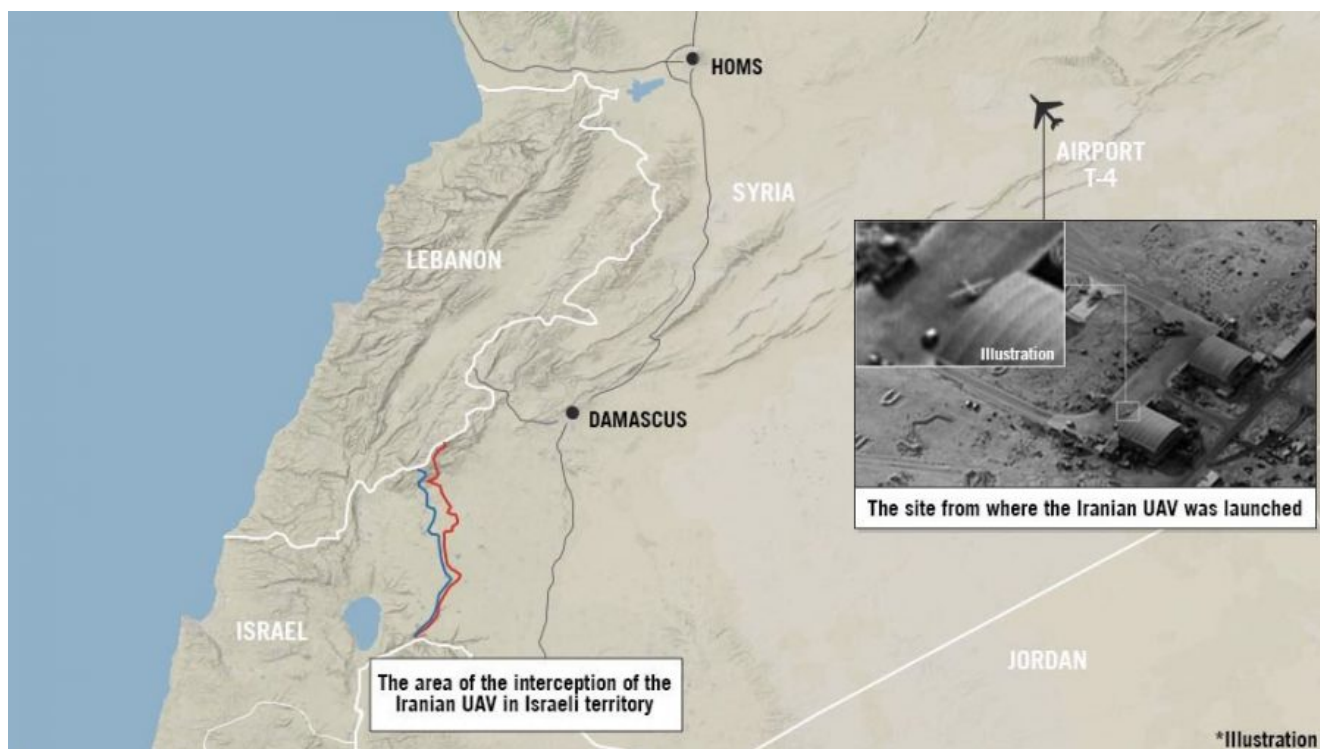 HOMS
AIRPORT
T-4
SYRIA
LEBANON
Illustration
DAMASCUS
The site from where the Iranian UAV was launched
ISRAEL
JORDAN
The area of the interception of the
Iranian UAV in Israeli territory
*Illustration